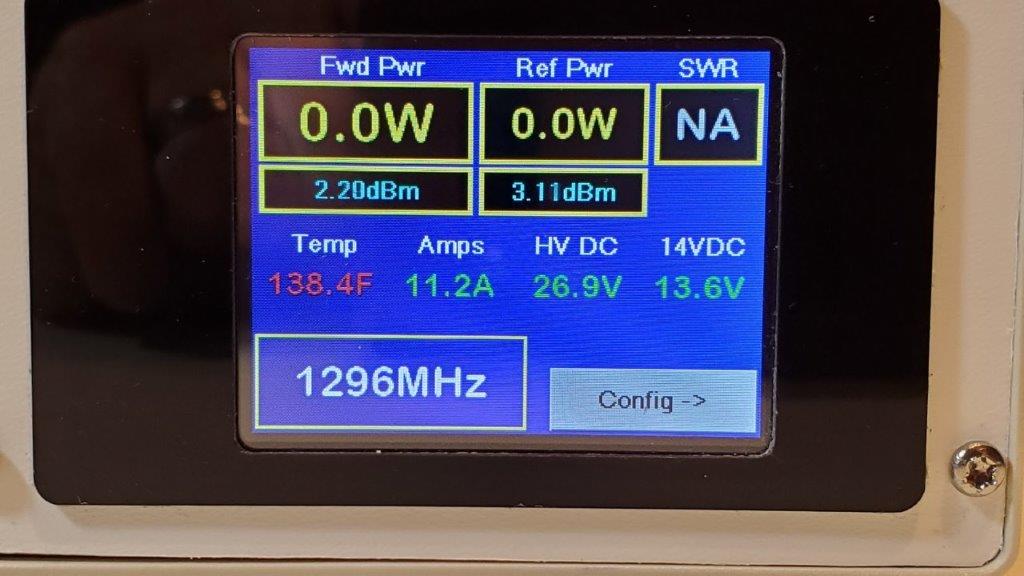 Fwd Pwr Ref Pwr SWR
0.0W 0.0W NA
2.20dBm 3.11dBm
Temp Amps HV DC 14VDC
138.4F 11.2A 26.9V 13.6V
1296MHz Config ->